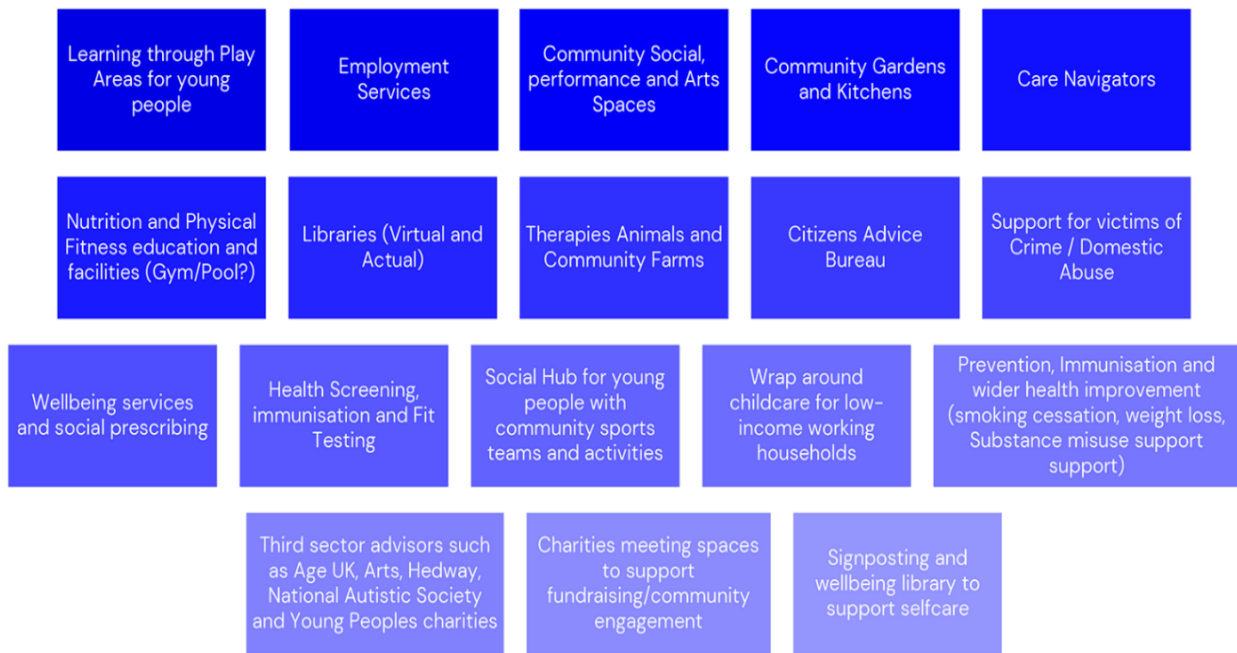 Learning through Play
Areas for young
people
Employment
Services
Community Social,
performance and Arts
Spaces
Community Gardens
and Kitchens
Care Navigators
Nutrition and Physical
Fitness education and
facilities (Gym/Pool?)
Libraries (Virtual and
Actual)
Therapies Animals and
Community Farms
Citizens Advice
Bureau
Support for victims of
Crime / Domestic
Abuse
Wellbeing services
and social prescribing
Health Screening,
immunisation and Fit
Testing
Social Hub for young
people with
community sports
teams and activities
Wrap around
childcare for low-
income working
households
Prevention, Immunisation and
wider health improvement
(smoking cessation, weight loss,
Substance misuse support
support)
Third sector advisors such
as Age UK, Arts, Hedway,
National Autistic Society
and Young Peoples charities
Charities meeting spaces
to support
fundraising/community
engagement
Signposting and
wellbeing library to
support selfcare